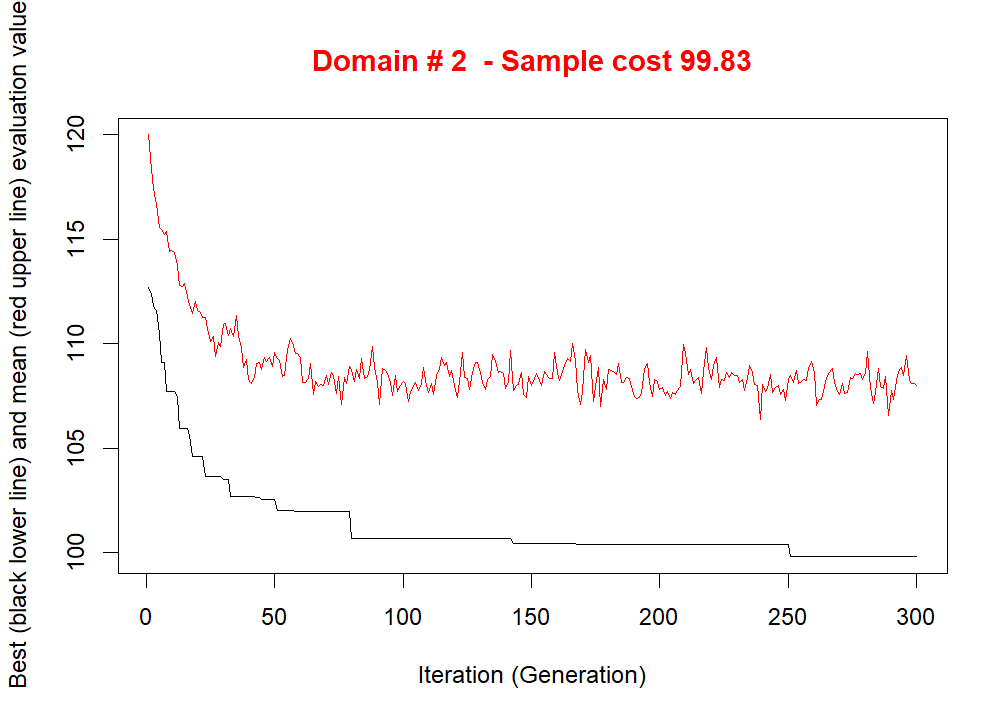 Domain # 2  - Sample cost 99.83
Best (black lower line) and mean (red upper line) evaluation value
120
115
110
105
100
0 50 100 150 200 250 300
Iteration (Generation)